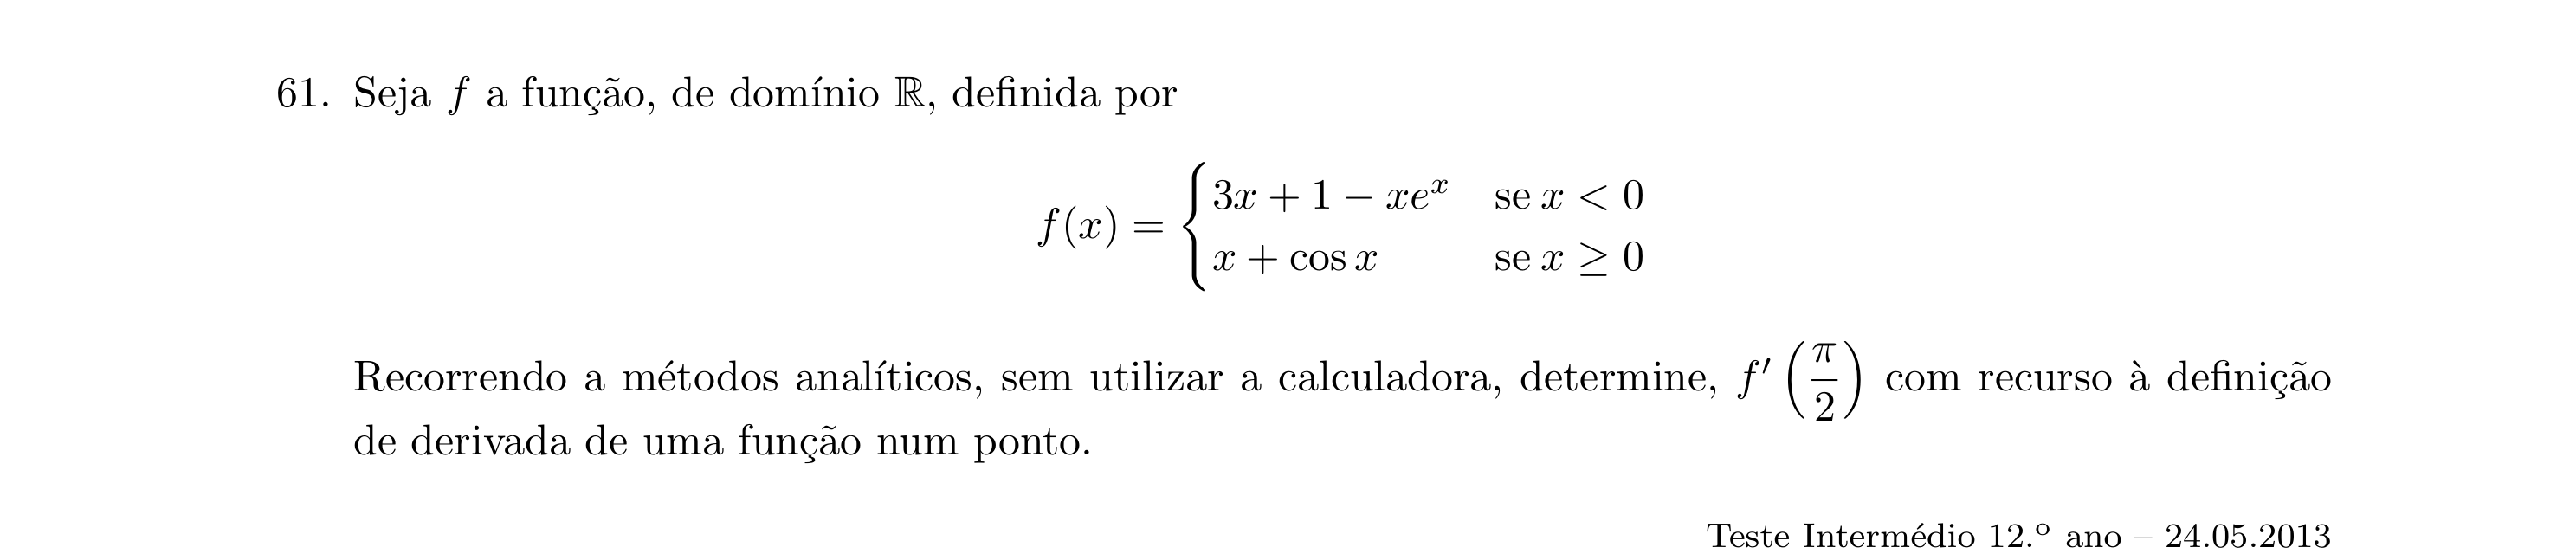 61. Seja f a função, de domínio ℝ, definida por
f(x) = { 3x + 1 − xeˣ se x < 0
x + cos x se x ≥ 0
Recorrendo a métodos analíticos, sem utilizar a calculadora, determine, f′(π/2) com recurso à definição
de derivada de uma função num ponto.
Teste Intermédio 12.º ano – 24.05.2013